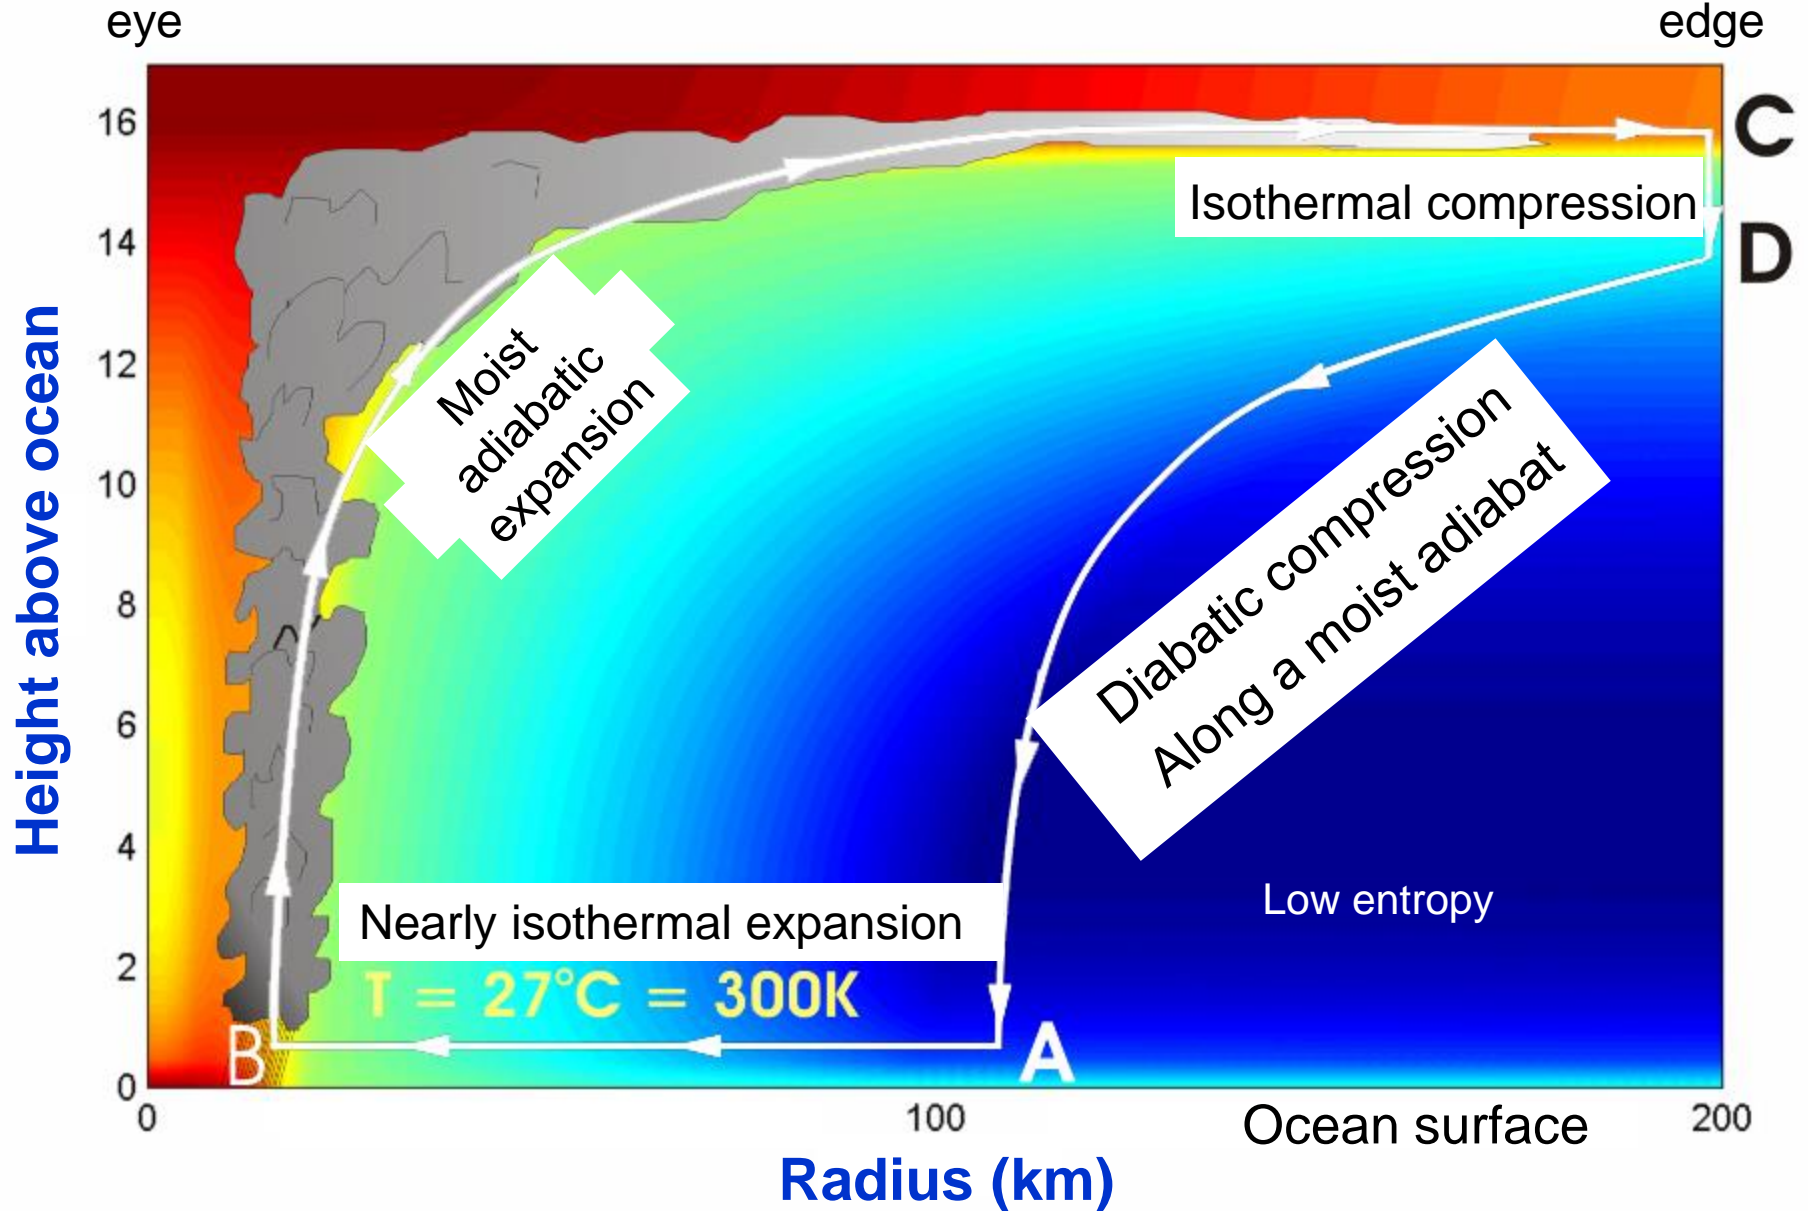 eye
edge
16
C
Isothermal compression
14
D
Moist
adiabatic
expansion
12
Height above ocean
10
Diabatic compression
Along a moist adiabat
8
6
4
Low entropy
Nearly isothermal expansion
2
T = 27°C = 300K
B
A
0
0
100
Ocean surface
200
Radius (km)